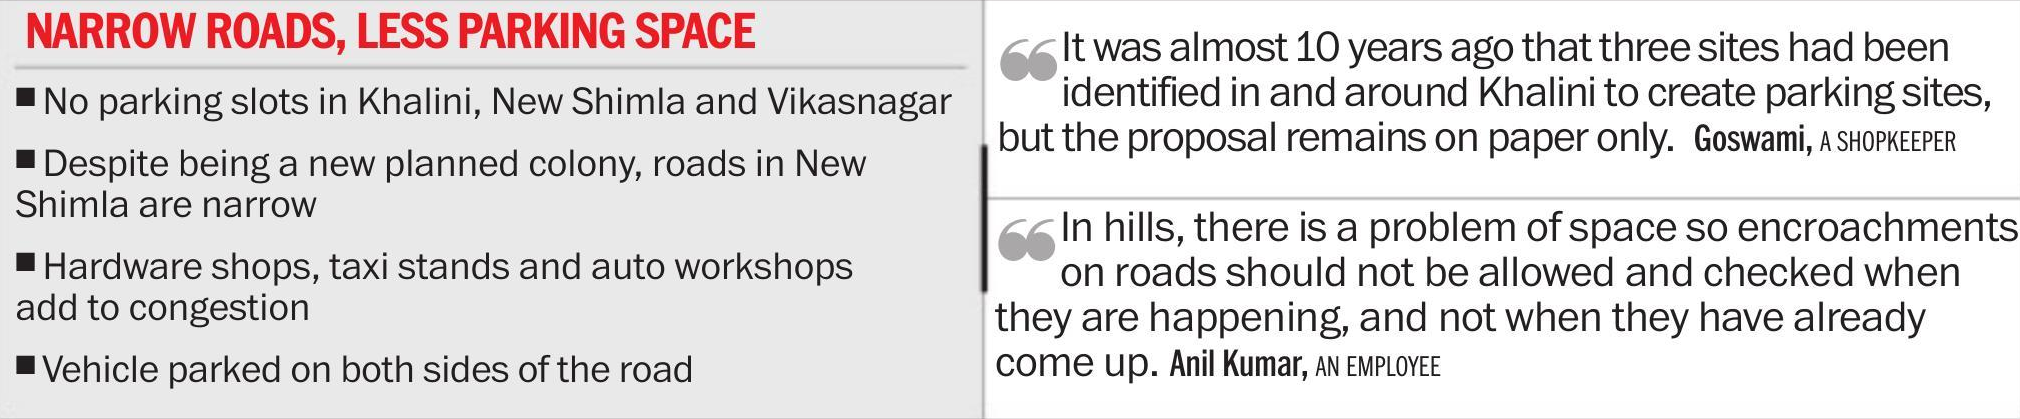 NARROW ROADS, LESS PARKING SPACE
■ No parking slots in Khalini, New Shimla and Vikasnagar
■ Despite being a new planned colony, roads in New
Shimla are narrow
■ Hardware shops, taxi stands and auto workshops
add to congestion
■ Vehicle parked on both sides of the road
“It was almost 10 years ago that three sites had been
identified in and around Khalini to create parking sites,
but the proposal remains on paper only. Goswami, A SHOPKEEPER
“In hills, there is a problem of space so encroachments
on roads should not be allowed and checked when
they are happening, and not when they have already
come up. Anil Kumar, AN EMPLOYEE